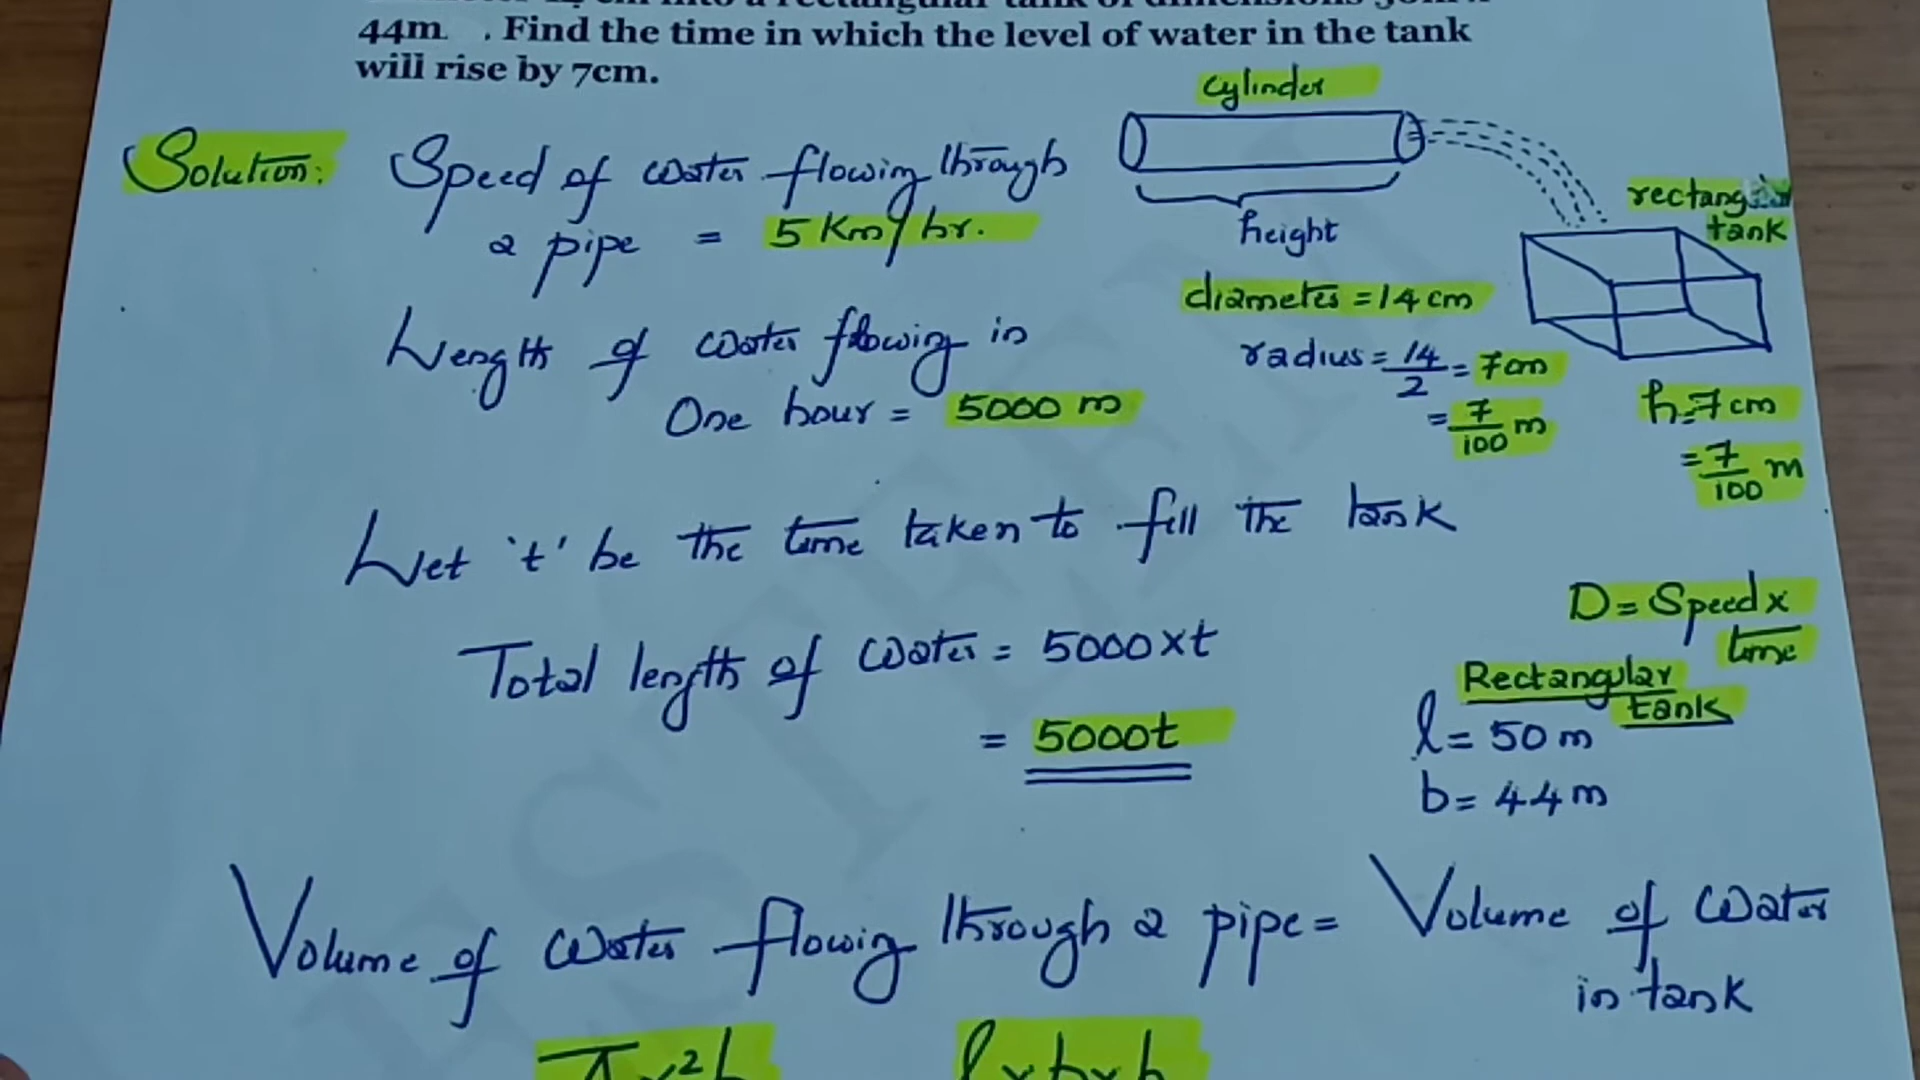 44m . Find the time in which the level of water in the tank
will rise by 7cm.
cylinder
Solution: Speed of water flowing through
a pipe = 5 Km/hr.
height
rectang
tank
diameter = 14 cm
Length of water flowing in
One hour = 5000 m
radius = 14/2 = 7cm
= 7/100 m
h=7cm
= 7/100 m
Let 't' be the time taken to fill the tank
Total length of water = 5000xt
= 5000t
D = Speed x
time
Rectangular
tank
l = 50 m
b = 44 m
Volume of water flowing through a pipe = Volume of water
in tank
πr²h l x b x h